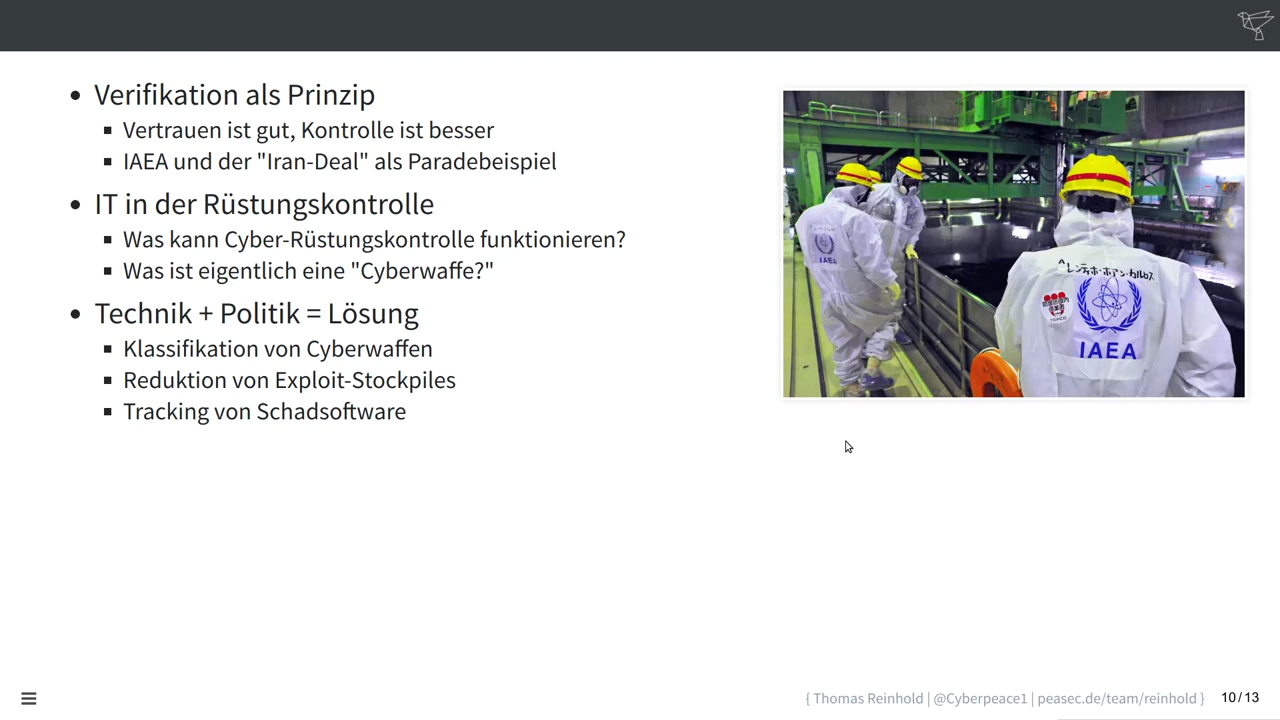 Verifikation als Prinzip
Vertrauen ist gut, Kontrolle ist besser
IAEA und der "Iran-Deal" als Paradebeispiel
IT in der Rüstungskontrolle
Was kann Cyber-Rüstungskontrolle funktionieren?
Was ist eigentlich eine "Cyberwaffe?"
Technik + Politik = Lösung
Klassifikation von Cyberwaffen
Reduktion von Exploit-Stockpiles
Tracking von Schadsoftware
IAEA
IAEA
{ Thomas Reinhold | @Cyberpeace1 | peasec.de/team/reinhold }
10 / 13